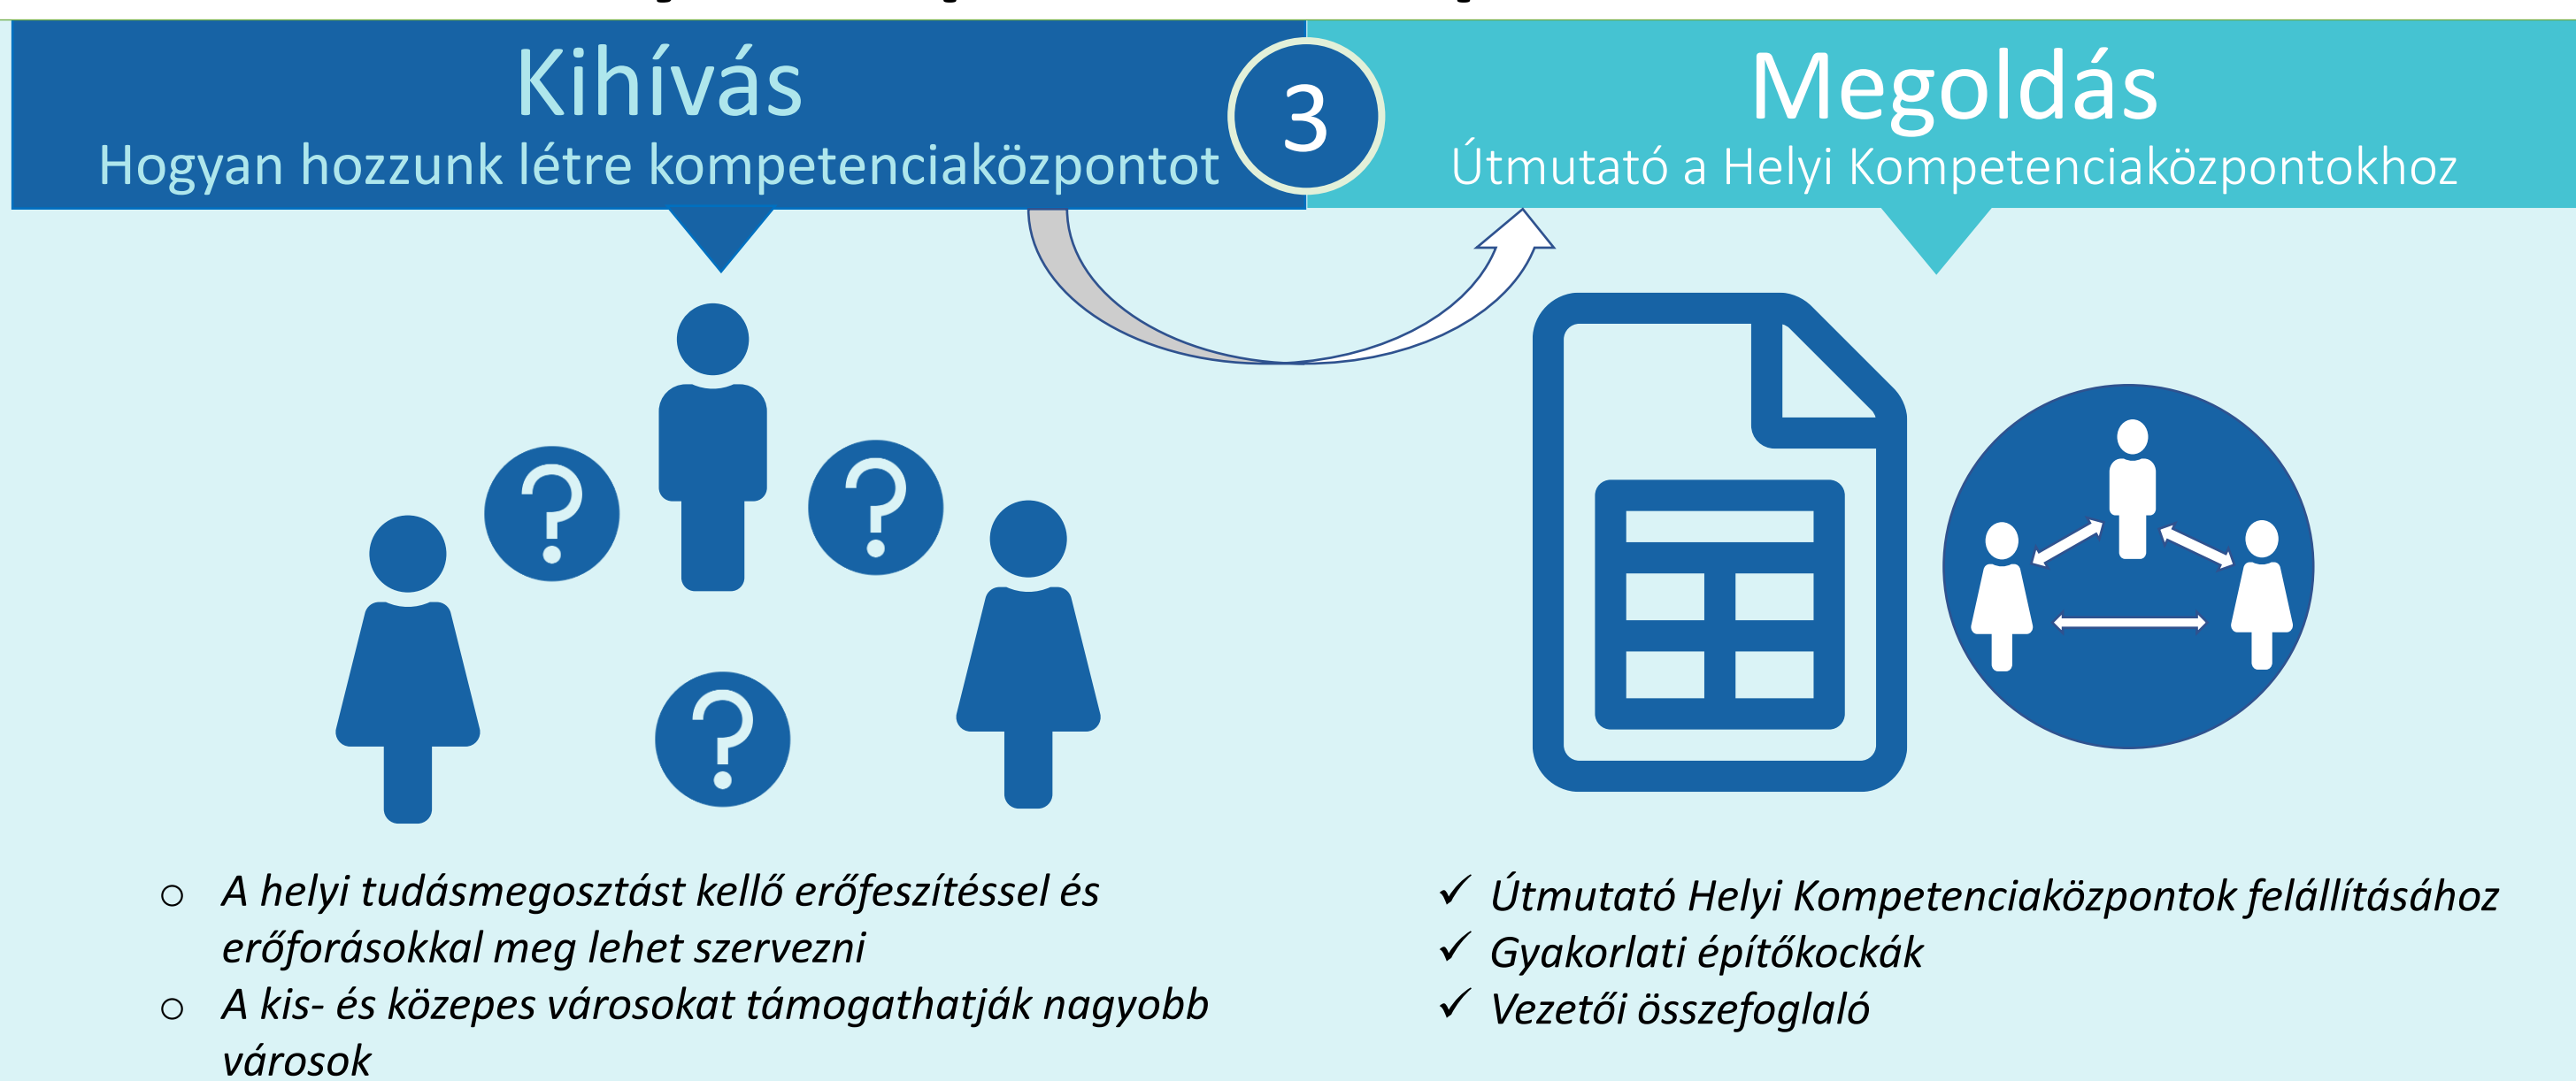 Kihívás
Hogyan hozzunk létre kompetenciaközpontot
3
Megoldás
Útmutató a Helyi Kompetenciaközpontokhoz
?
?
?
o A helyi tudásmegosztást kellő erőfeszítéssel és
erőforásokkal meg lehet szervezni
o A kis- és közepes városokat támogathatják nagyobb
városok
✓ Útmutató Helyi Kompetenciaközpontok felállításához
✓ Gyakorlati építőkockák
✓ Vezetői összefoglaló